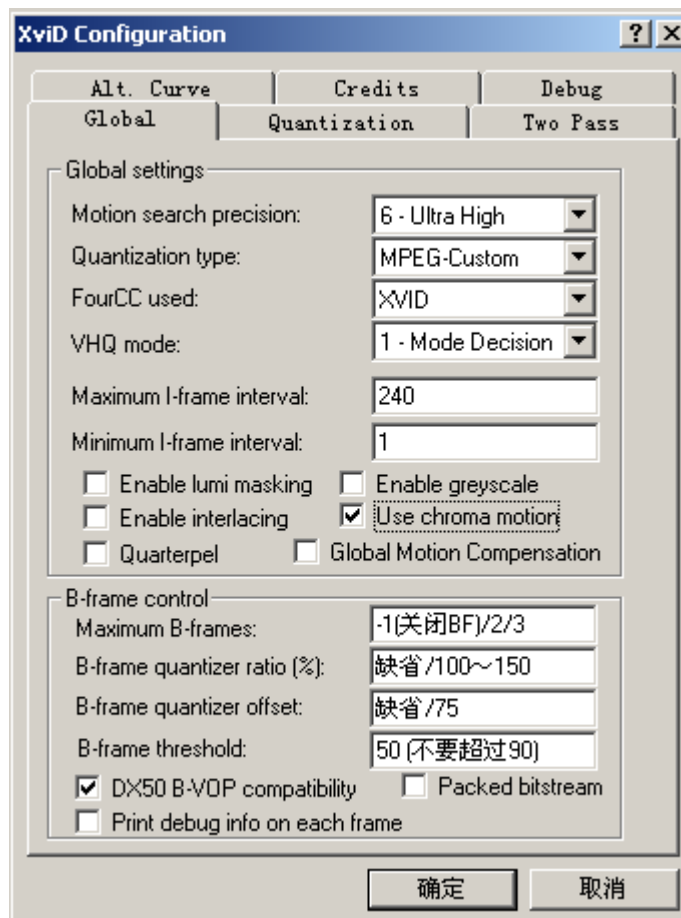 XviD Configuration
Alt. Curve Credits Debug
Global Quantization Two Pass
Global settings
Motion search precision: 6 - Ultra High
Quantization type: MPEG-Custom
FourCC used: XVID
VHQ mode: 1 - Mode Decision
Maximum I-frame interval: 240
Minimum I-frame interval: 1
Enable lumi masking Enable greyscale
Enable interlacing Use chroma motion
Quarterpel Global Motion Compensation
B-frame control
Maximum B-frames: -1(关闭BF)/2/3
B-frame quantizer ratio (%): 缺省/100～150
B-frame quantizer offset: 缺省/75
B-frame threshold: 50 (不要超过90)
DX50 B-VOP compatibility Packed bitstream
Print debug info on each frame
确定 取消